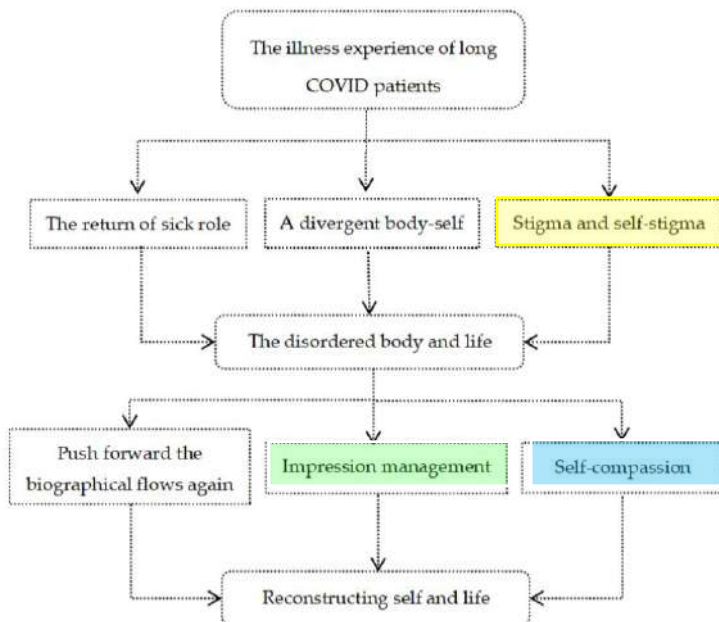 The illness experience of long
COVID patients
The return of sick role
A divergent body-self
Stigma and self-stigma
The disordered body and life
Push forward the
biographical flows again
Impression management
Self-compassion
Reconstructing self and life